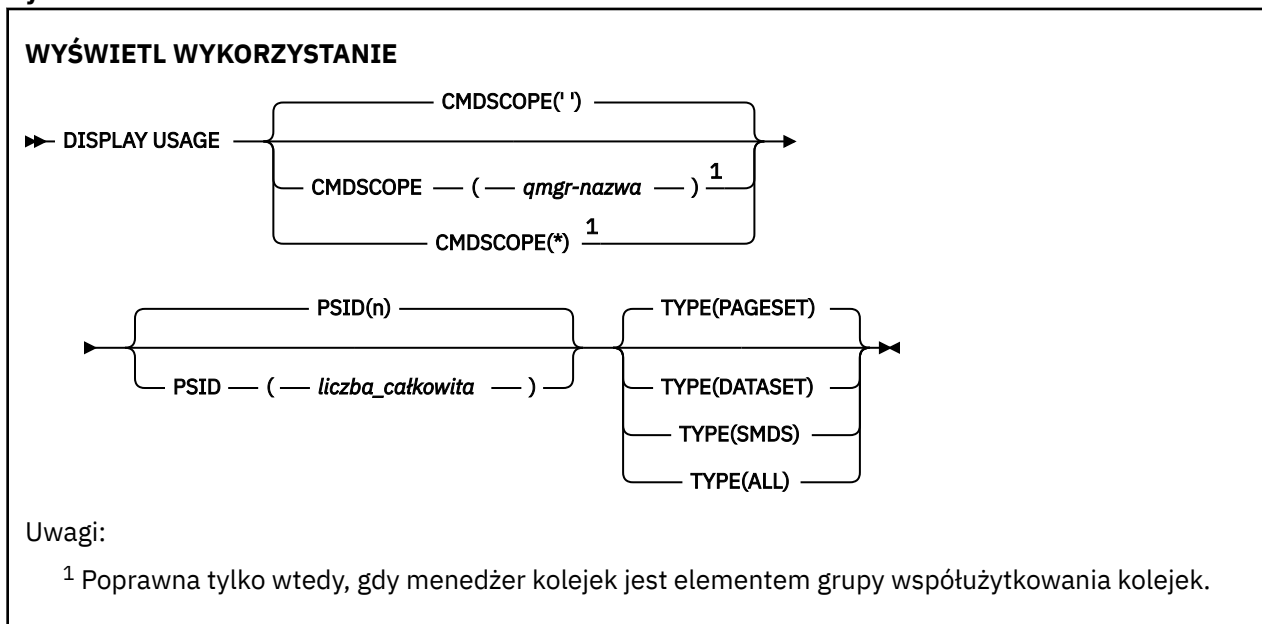 WYŚWIETL WYKORZYSTANIE
CMDSCOPE(' ')
DISPLAY USAGE
CMDSCOPE ( qmgr-nazwa ) 1
CMDSCOPE(*) 1
PSID(n)
PSID ( liczba_całkowita )
TYPE(PAGESET)
TYPE(DATASET)
TYPE(SMDS)
TYPE(ALL)
Uwagi:
1 Poprawna tylko wtedy, gdy menedżer kolejek jest elementem grupy współużytkowania kolejek.